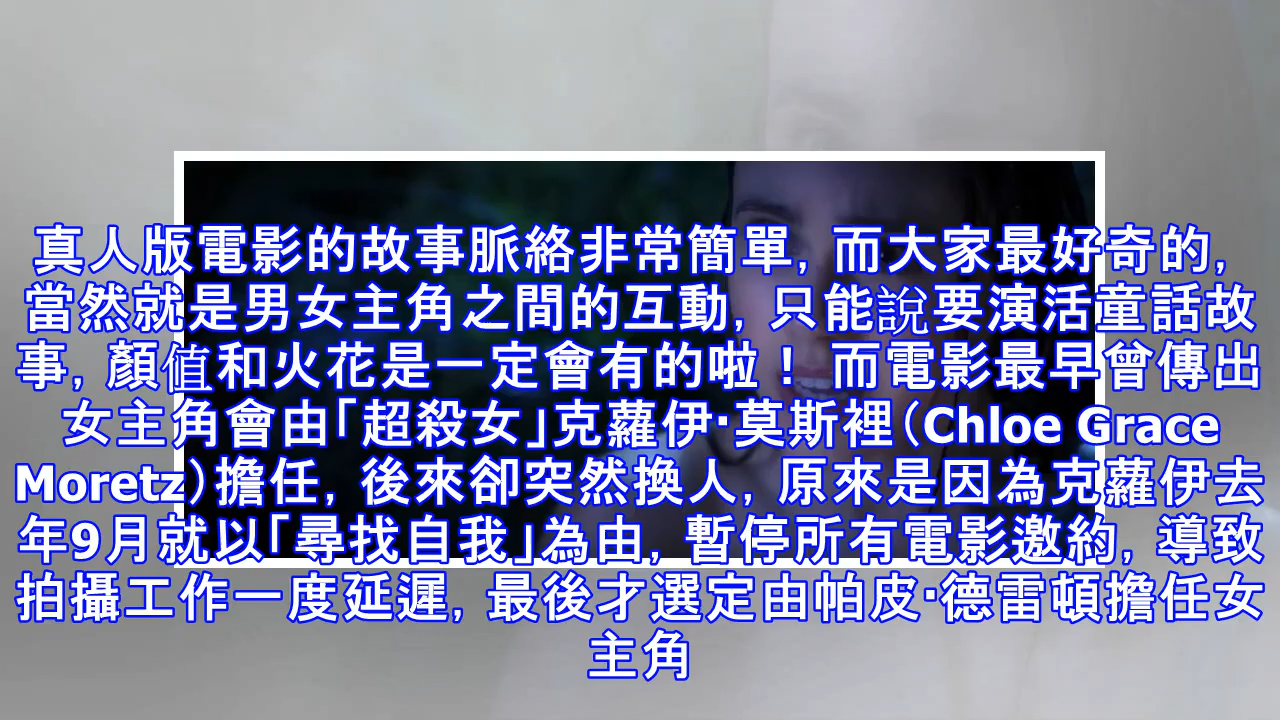 真人版電影的故事脈絡非常簡單, 而大家最好奇的,
當然就是男女主角之間的互動, 只能說要演活童話故
事, 顏值和火花是一定會有的啦！ 而電影最早曾傳出
女主角會由「超殺女」克蘿伊·莫斯裡（Chloe Grace
Moretz）擔任, 後來卻突然換人, 原來是因為克蘿伊去
年9月就以「尋找自我」為由, 暫停所有電影邀約, 導致
拍攝工作一度延遲, 最後才選定由帕皮·德雷頓擔任女
主角